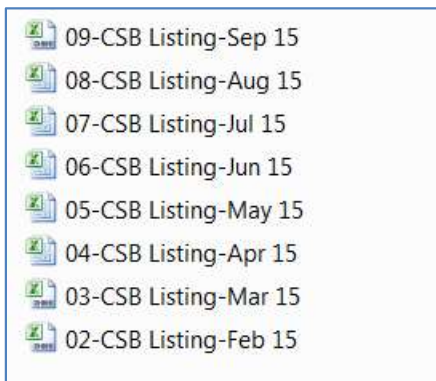 09-CSB Listing-Sep 15
08-CSB Listing-Aug 15
07-CSB Listing-Jul 15
06-CSB Listing-Jun 15
05-CSB Listing-May 15
04-CSB Listing-Apr 15
03-CSB Listing-Mar 15
02-CSB Listing-Feb 15